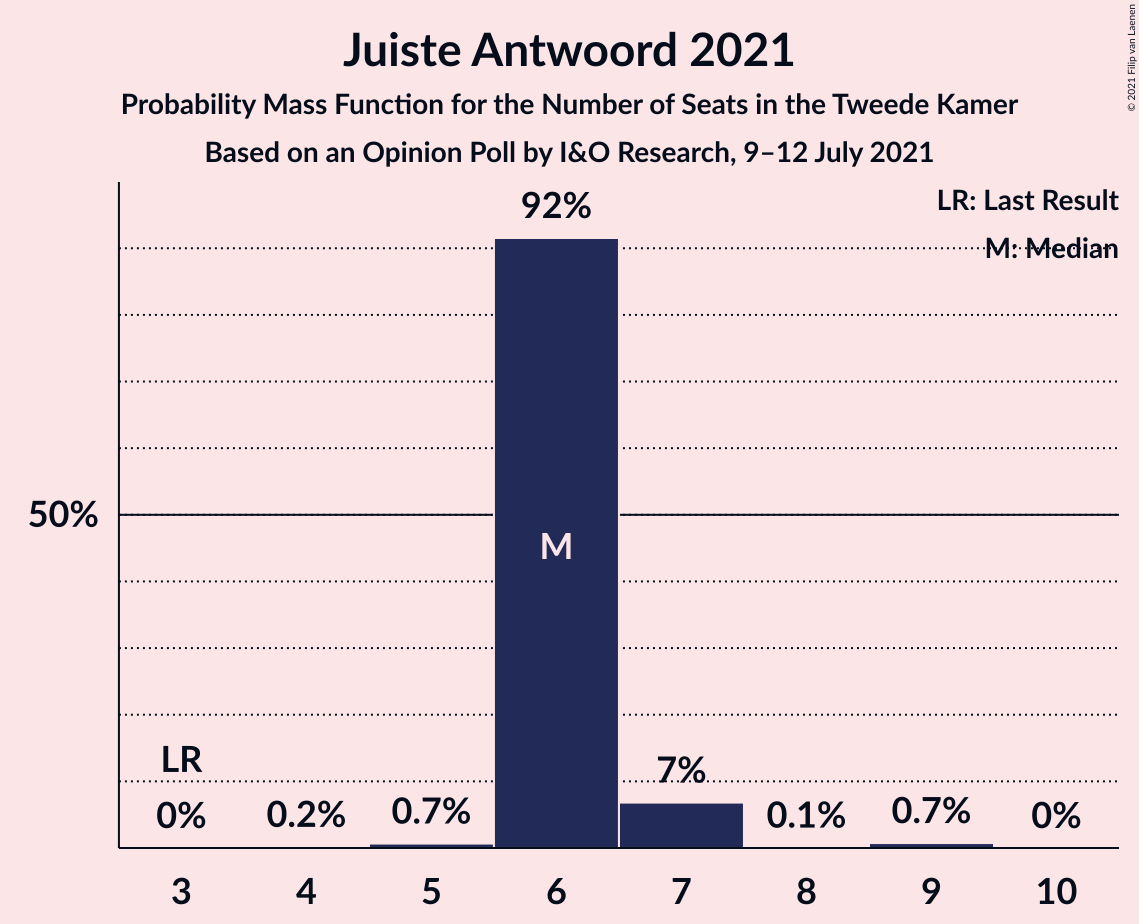 Juiste Antwoord 2021
Probability Mass Function for the Number of Seats in the Tweede Kamer
Based on an Opinion Poll by I&O Research, 9–12 July 2021
© 2021 Filip van Laenen
LR: Last Result
M: Median
92%
50%
M
LR
0%
0.2%
0.7%
7%
0.1%
0.7%
0%
3 4 5 6 7 8 9 10